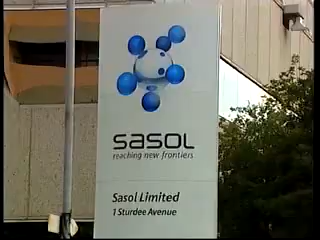 sasol
reaching new frontiers
Sasol Limited
1 Sturdee Avenue